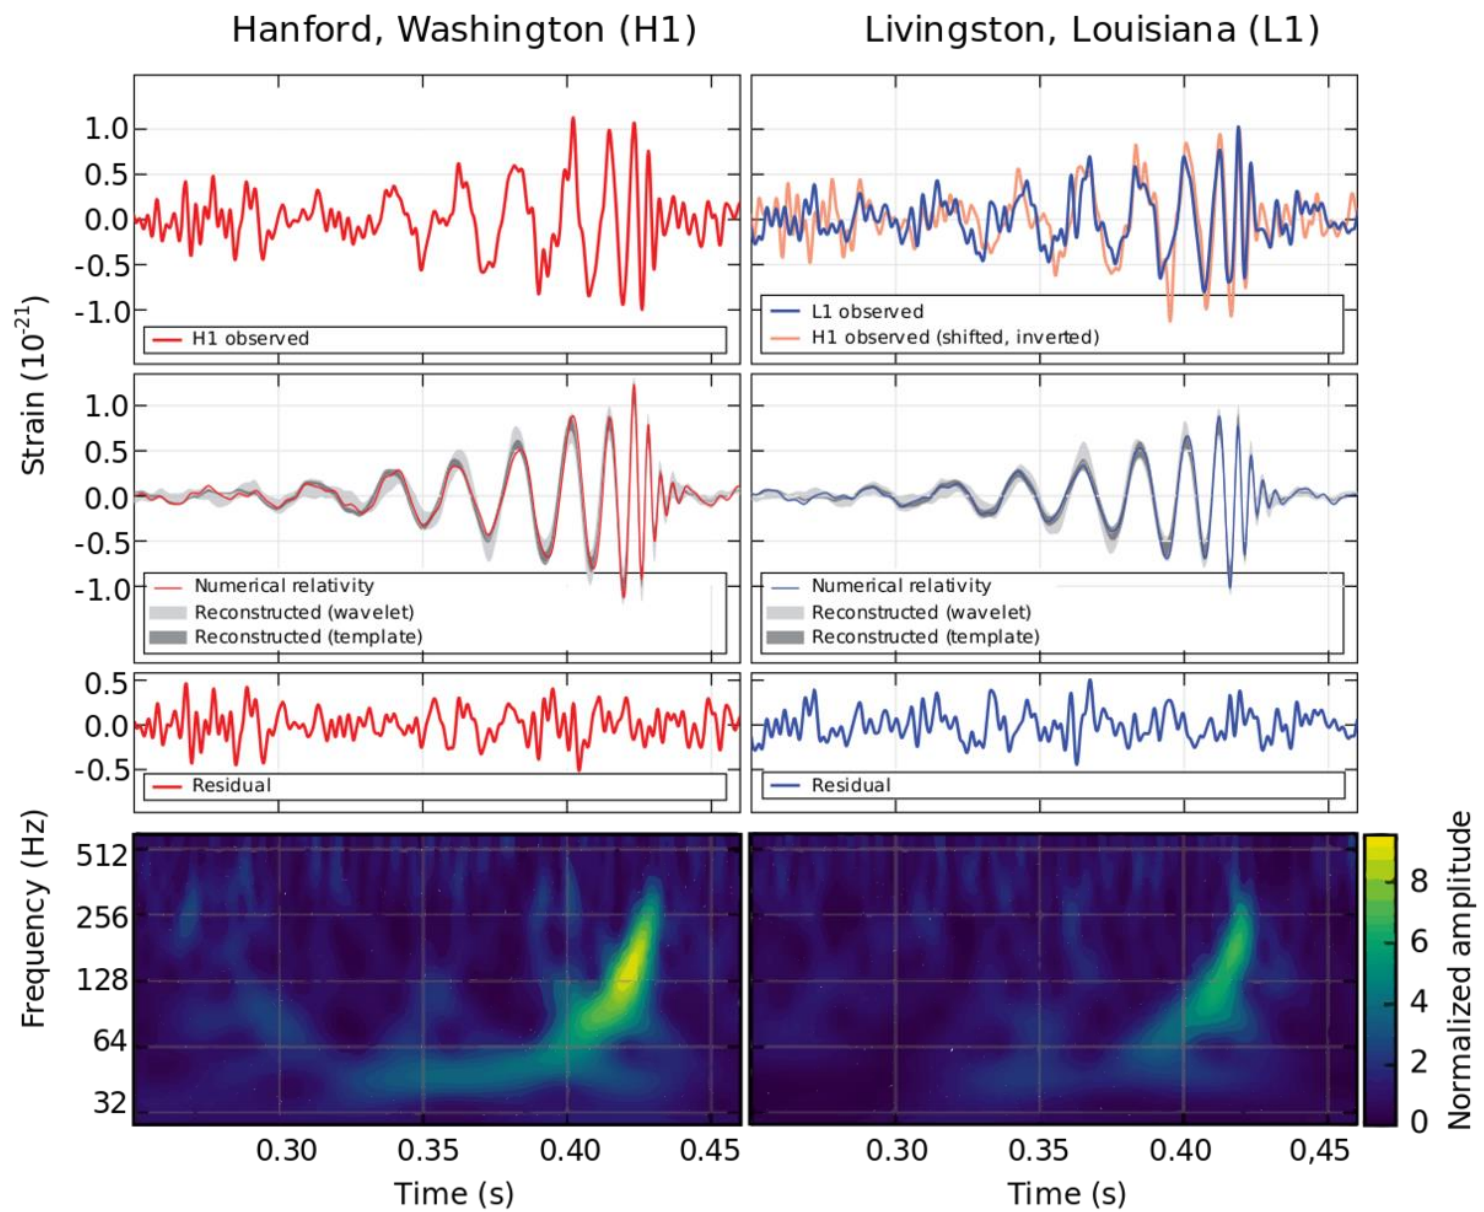 Hanford, Washington (H1)
Livingston, Louisiana (L1)
Strain (10⁻²¹)
1.0
0.5
0.0
-0.5
-1.0
H1 observed
L1 observed
H1 observed (shifted, inverted)
1.0
0.5
0.0
-0.5
-1.0
Numerical relativity
Reconstructed (wavelet)
Reconstructed (template)
Numerical relativity
Reconstructed (wavelet)
Reconstructed (template)
0.5
0.0
-0.5
Residual
Residual
Frequency (Hz)
512
256
128
64
32
0.30 0.35 0.40 0.45
Time (s)
0.30 0.35 0.40 0,45
Time (s)
8
6
4
2
0
Normalized amplitude